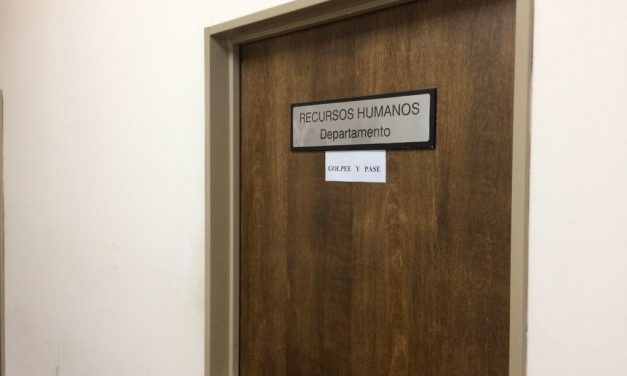 RECURSOS HUMANOS
Departamento
GOLPEE Y PASE